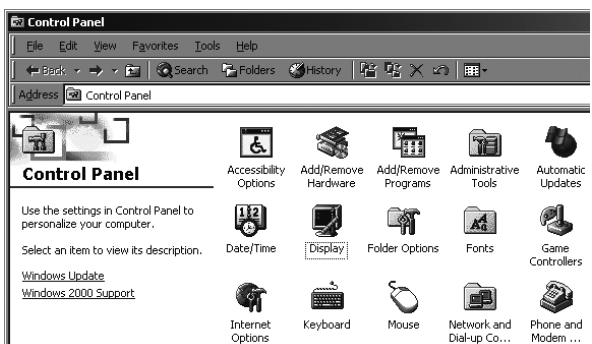 Control Panel
File Edit View Favorites Tools Help
Back Search Folders History
Address Control Panel
Control Panel
Use the settings in Control Panel to
personalize your computer.
Select an item to view its description.
Windows Update
Windows 2000 Support
Accessibility Options
Add/Remove Hardware
Add/Remove Programs
Administrative Tools
Automatic Updates
12
Date/Time
Display
Folder Options
Fonts
Game Controllers
Internet Options
Keyboard
Mouse
Network and Dial-up Co...
Phone and Modem ...